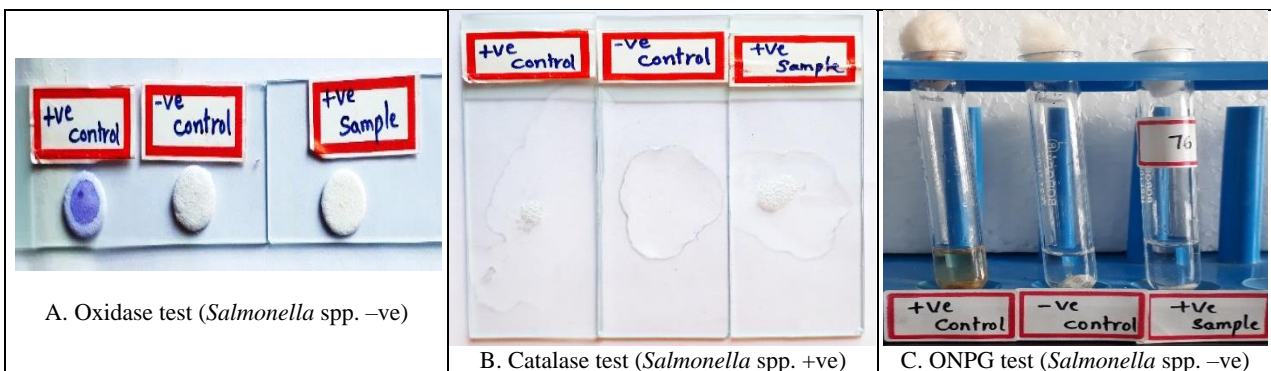 +ve
control
-ve
control
+ve
Sample
A. Oxidase test (Salmonella spp. –ve)
+ve
control
-ve
control
+ve
Sample
B. Catalase test (Salmonella spp. +ve)
76
+ve
Control
-ve
control
+ve
Sample
C. ONPG test (Salmonella spp. –ve)